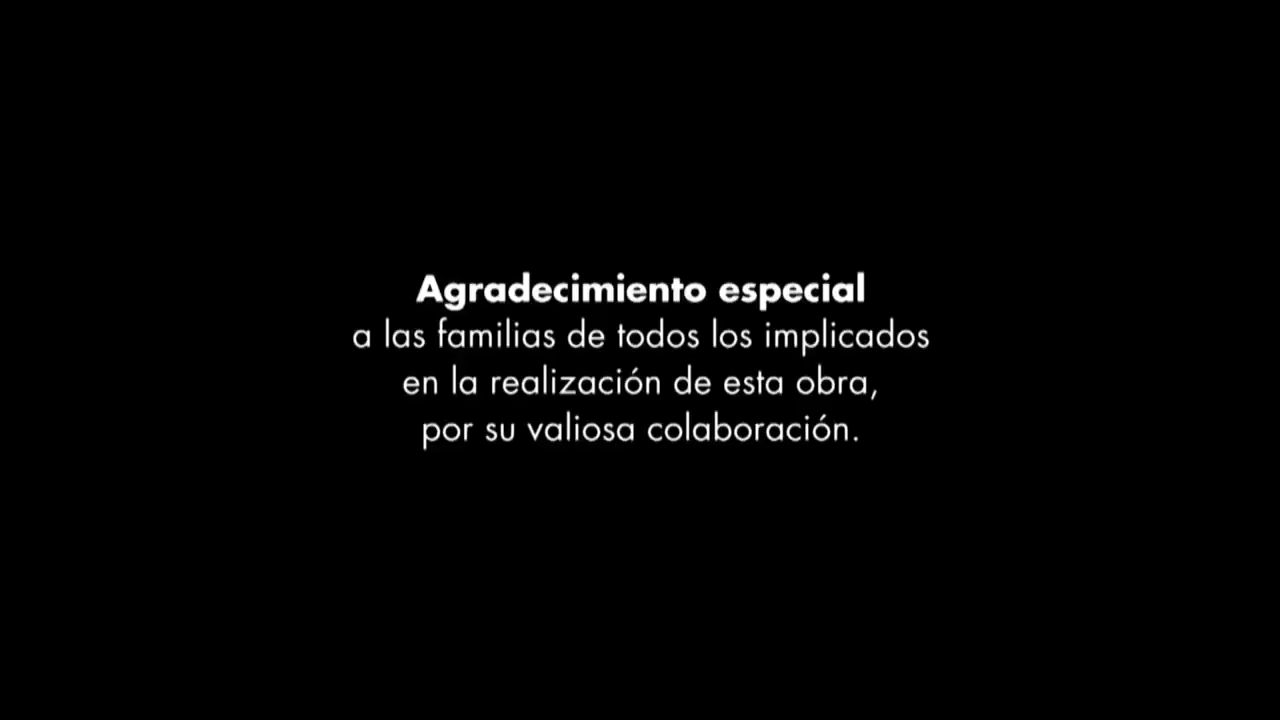 Agradecimiento especial
a las familias de todos los implicados
en la realización de esta obra,
por su valiosa colaboración.